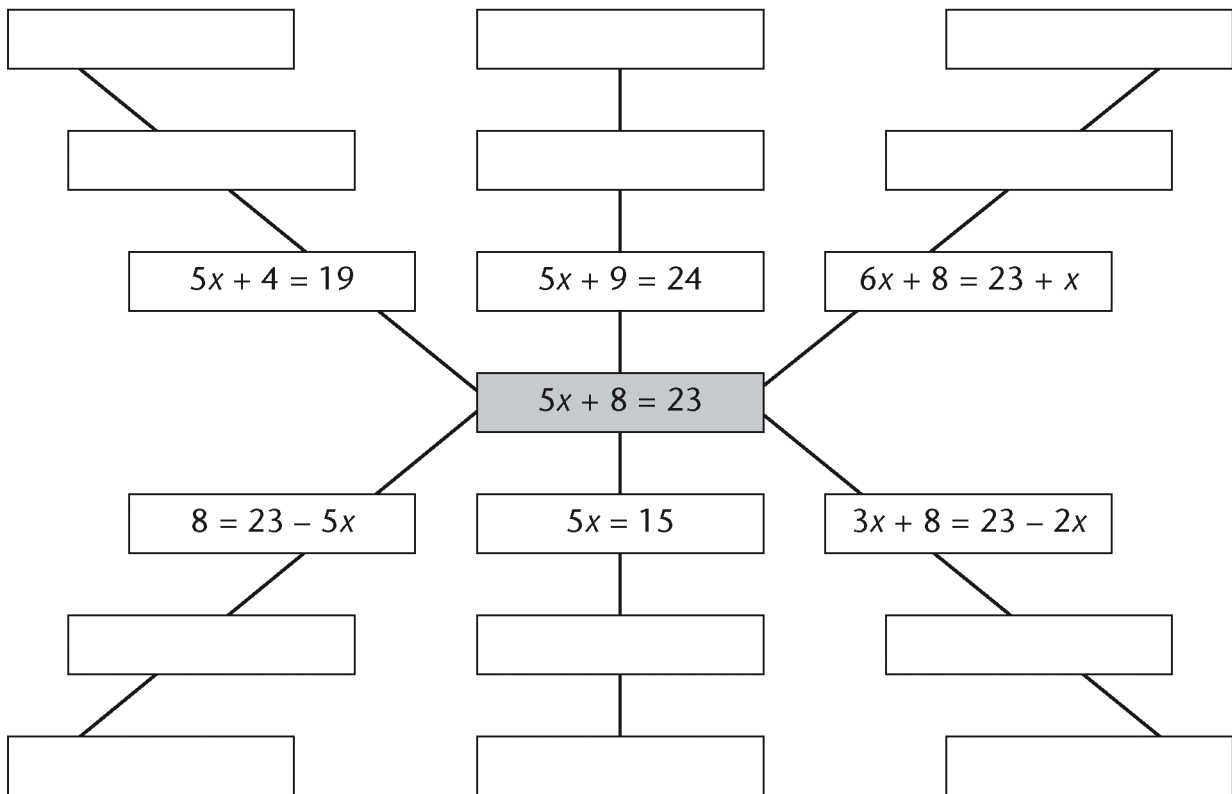 5x + 4 = 19
5x + 9 = 24
6x + 8 = 23 + x
5x + 8 = 23
8 = 23 – 5x
5x = 15
3x + 8 = 23 – 2x